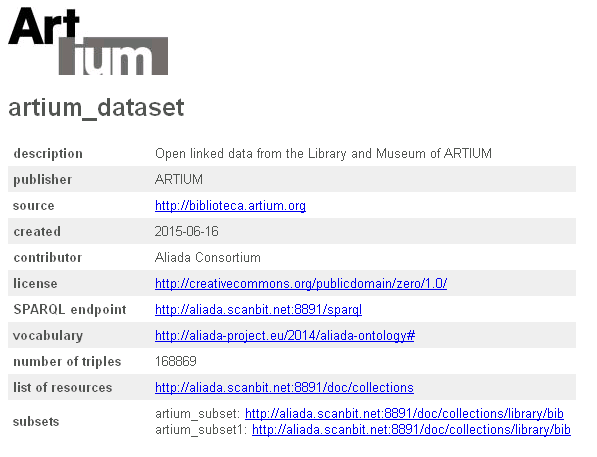 Art
ium
artium_dataset
description Open linked data from the Library and Museum of ARTIUM
publisher ARTIUM
source http://biblioteca.artium.org
created 2015-06-16
contributor Aliada Consortium
license http://creativecommons.org/publicdomain/zero/1.0/
SPARQL endpoint http://aliada.scanbit.net:8891/sparql
vocabulary http://aliada-project.eu/2014/aliada-ontology#
number of triples 168869
list of resources http://aliada.scanbit.net:8891/doc/collections
subsets artium_subset: http://aliada.scanbit.net:8891/doc/collections/library/bib
artium_subset1: http://aliada.scanbit.net:8891/doc/collections/library/bib